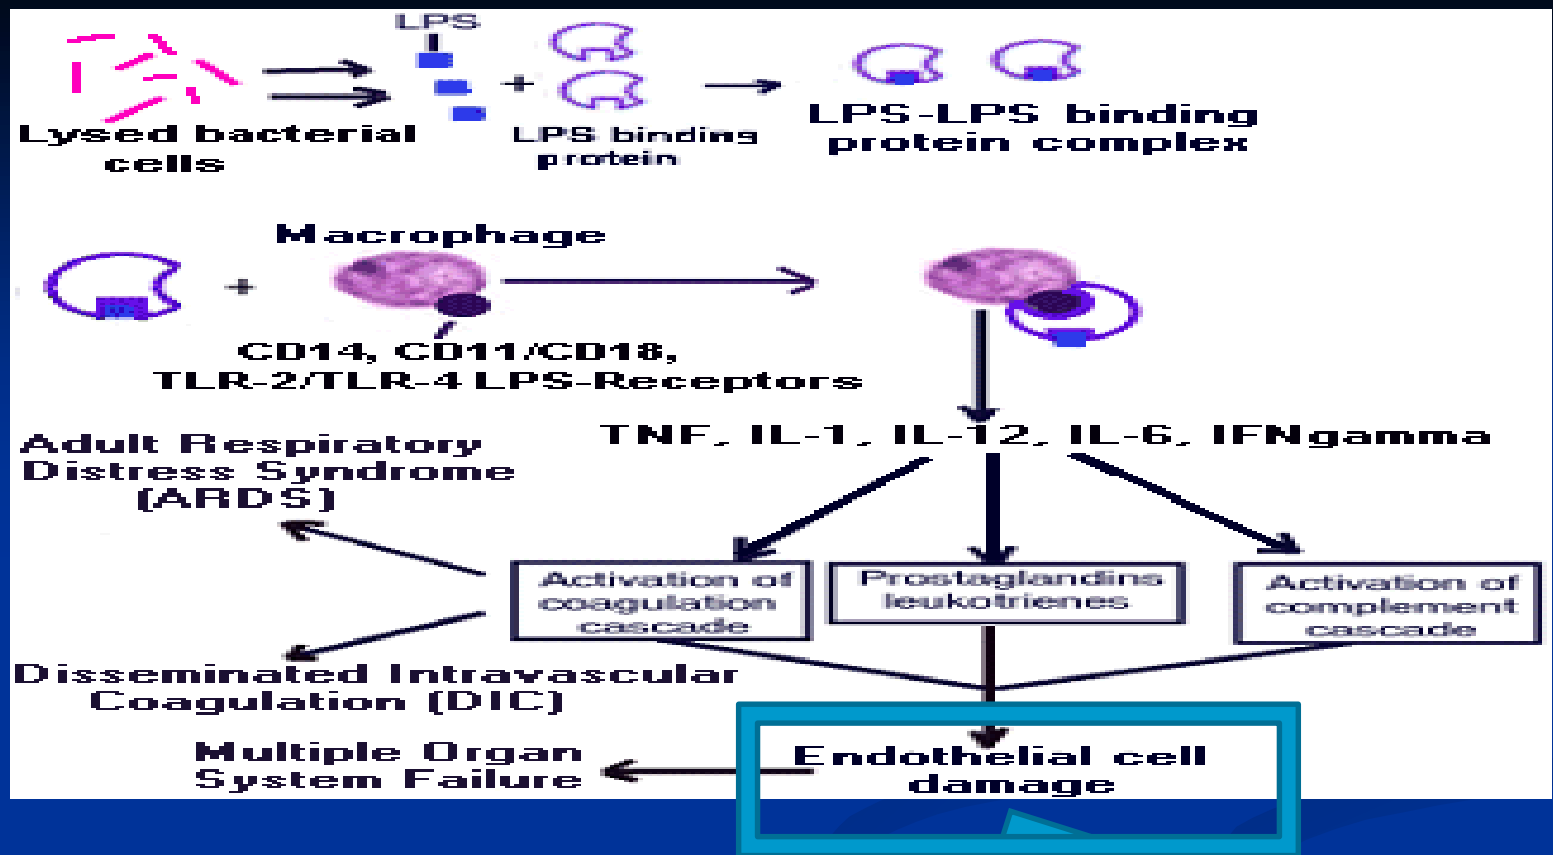 LPS
Lysed bacterial
cells
LPS binding
protein
LPS-LPS binding
protein complex
Macrophage
CD14, CD11/CD18,
TLR-2/TLR-4 LPS-Receptors
TNF, IL-1, IL-12, IL-6, IFNgamma
Adult Respiratory
Distress Syndrome
(ARDS)
Activation of
coagulation
cascade
Prostaglandins
leukotrienes
Activation of
complement
cascade
Disseminated Intravascular
Coagulation (DIC)
Multiple Organ
System Failure
Endothelial cell
damage